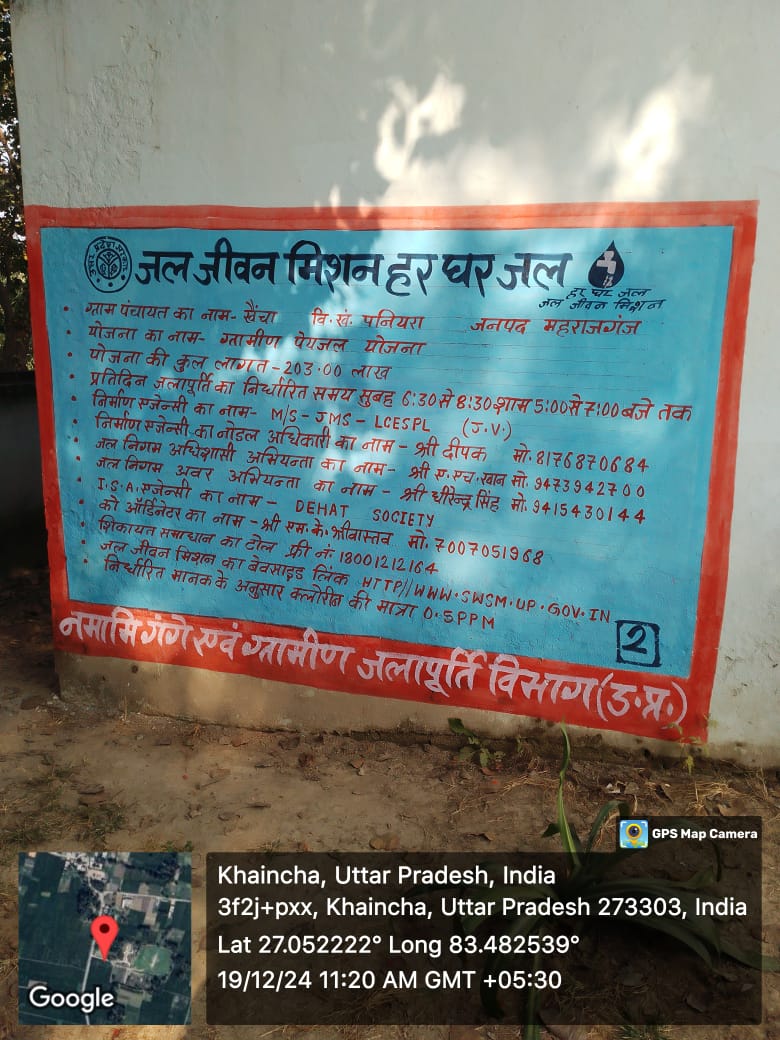 उत्तर प्रदेश सरकार
जल जीवन मिशन हर घर जल
हर घर जल
जल जीवन मिशन
ग्राम पंचायत का नाम- खैंचा वि.खं. पनियरा जनपद महराजगंज
योजना का नाम- ग्रामीण पेयजल योजना
योजना की कुल लागत-203.00 लाख
प्रतिदिन जलापूर्ति का निर्धारित समय सुबह 6:30 से 8:30 शाम 5:00 से 7:00 बजे तक
निर्माण एजेन्सी का नाम- M/S-JMS-LCESPL (J.V.)
निर्माण एजेन्सी का नोडल अधिकारी का नाम- श्री दीपक मो. 8176870684
जल निगम अधिशासी अभियन्ता का नाम- श्री ए.एच.खान मो. 9473942700
जल निगम अवर अभियन्ता का नाम- श्री धीरेन्द्र सिंह मो. 9415430144
I.S.A. एजेन्सी का नाम- DEHAT SOCIETY
को ऑर्डिनेटर का नाम-श्री एम.के.श्रीवास्तव मो. 7007051968
शिकायत समाधान का टोल फ्री नं: 18001212164
जल जीवन मिशन का वेबसाइड लिंक HTTP//WWW.SWSM.UP.GOV.IN
निर्धारित मानक के अनुसार क्लोरीन की मात्रा 0.5PPM
2
नमामि गंगे एवं ग्रामीण जलापूर्ति विभाग (उ.प्र.)
GPS Map Camera
Khaincha, Uttar Pradesh, India
3f2j+pxx, Khaincha, Uttar Pradesh 273303, India
Lat 27.052222° Long 83.482539°
19/12/24 11:20 AM GMT +05:30
Google